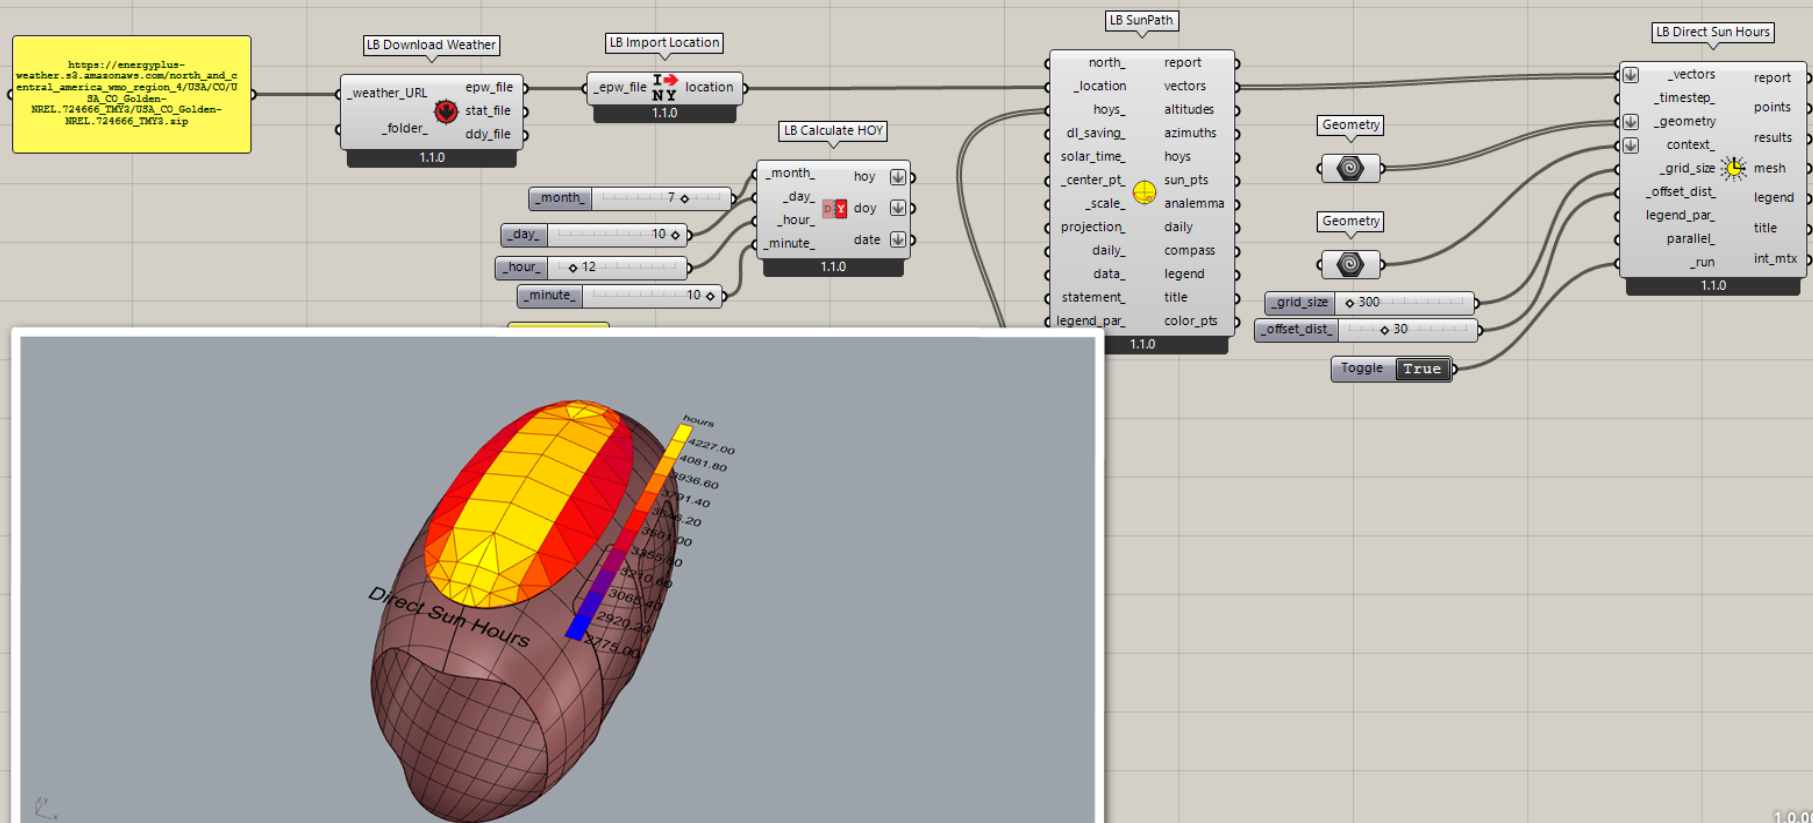 https://energyplus-
weather.s3.amazonaws.com/north_and_c
entral_america_wmo_region_4/USA/CO/U
SA_CO_Golden-
NREL.724666_TMY3/USA_CO_Golden-
NREL.724666_TMY3.zip
LB Download Weather
_weather_URL
_folder_
epw_file
stat_file
ddy_file
1.1.0
LB Import Location
_epw_file
I
N Y
location
1.1.0
LB Calculate HOY
_month_
_day_
_hour_
_minute_
D Y
hoy
doy
date
1.1.0
_month_ 7
_day_ 10
_hour_ 12
_minute_ 10
LB SunPath
north_
_location
hoys_
dl_saving_
solar_time_
_center_pt_
_scale_
projection_
daily_
data_
statement_
legend_par_
report
vectors
altitudes
azimuths
hoys
sun_pts
analemma
daily
compass
legend
title
color_pts
1.1.0
Geometry
Geometry
_grid_size 300
_offset_dist_ 30
Toggle True
LB Direct Sun Hours
_vectors
_timestep_
_geometry
context_
_grid_size
_offset_dist_
legend_par_
parallel_
_run
report
points
results
mesh
legend
title
int_mtx
1.1.0
hours
4227.00
4081.80
3936.60
3791.40
3646.20
3501.00
3355.80
3210.60
3065.40
2920.20
2775.00
Direct Sun Hours
z y
x